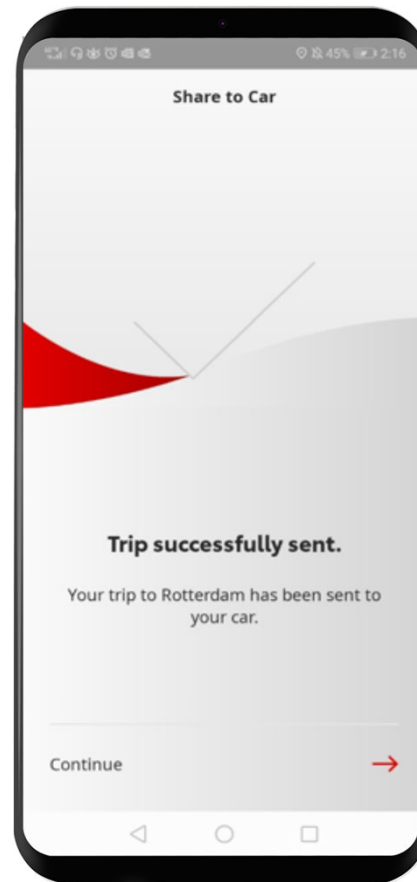 45% 2:16
Share to Car
Trip successfully sent.
Your trip to Rotterdam has been sent to
your car.
Continue